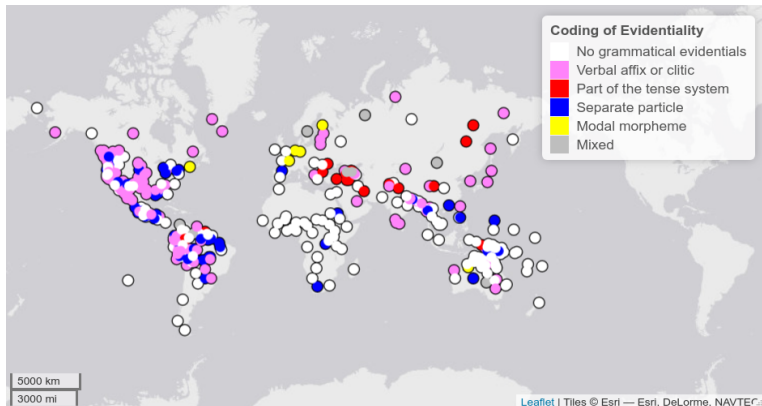 Coding of Evidentiality
No grammatical evidentials
Verbal affix or clitic
Part of the tense system
Separate particle
Modal morpheme
Mixed
5000 km
3000 mi
Leaflet | Tiles © Esri — Esri, DeLorme, NAVTEC